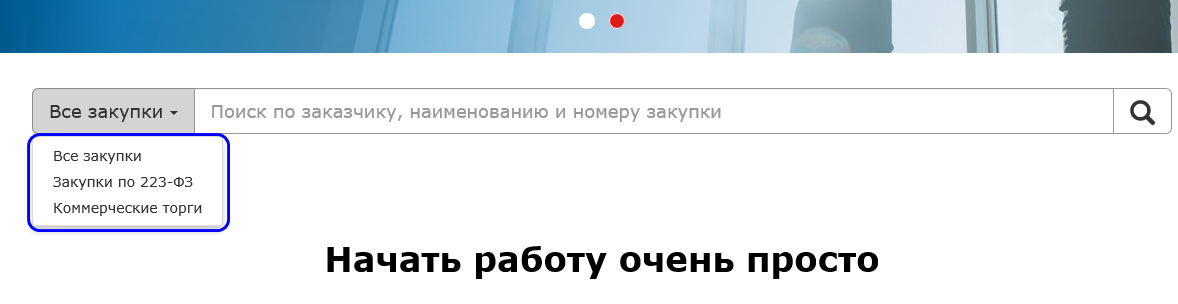 Все закупки
Поиск по заказчику, наименованию и номеру закупки
Все закупки
Закупки по 223-ФЗ
Коммерческие торги
Начать работу очень просто